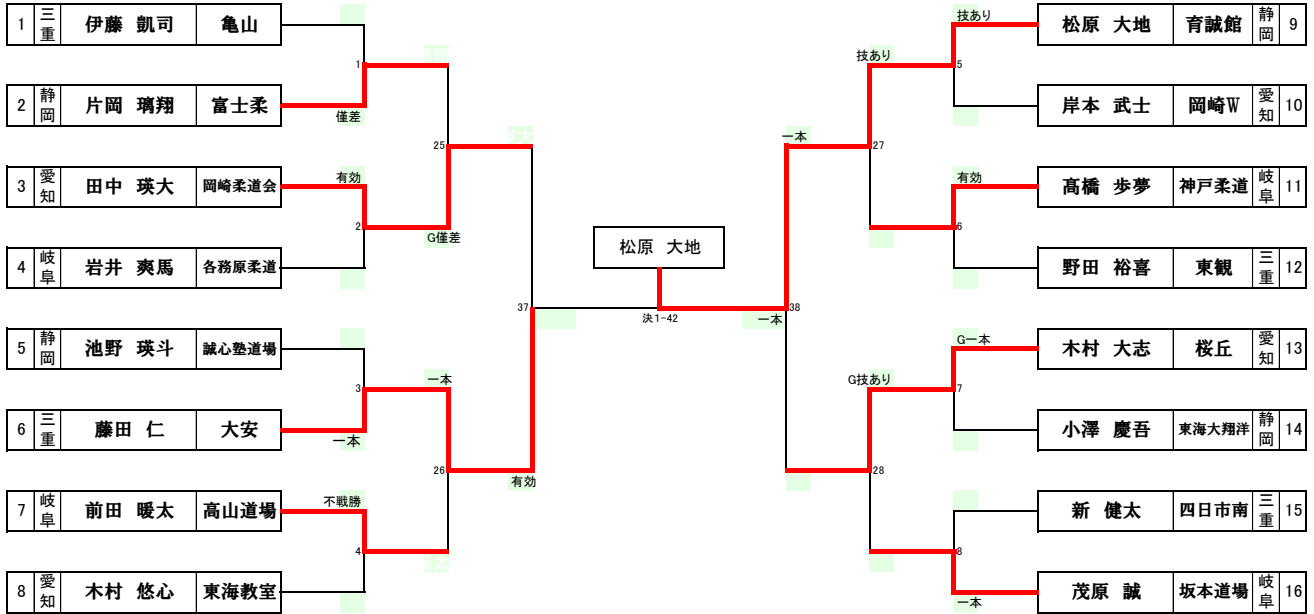 1 三重 伊藤 凱司 亀山
1
2 静岡 片岡 璃翔 富士柔
僅差
25
3 愛知 田中 瑛大 岡崎柔道会
有効
2
G僅差
4 岐阜 岩井 爽馬 各務原柔道
37
5 静岡 池野 瑛斗 誠心塾道場
3
一本
6 三重 藤田 仁 大安
一本
26
有効
7 岐阜 前田 暖太 高山道場
不戦勝
4
8 愛知 木村 悠心 東海教室
松原 大地
決1-42
一本
38
技あり
松原 大地 育誠館 静岡 9
技あり
5
岸本 武士 岡崎W 愛知 10
一本
27
有効
髙橋 歩夢 神戸柔道 岐阜 11
6
野田 裕喜 東観 三重 12
G一本
木村 大志 桜丘 愛知 13
G技あり
7
小澤 慶吾 東海大翔洋 静岡 14
28
新 健太 四日市南 三重 15
8
茂原 誠 坂本道場 岐阜 16
一本